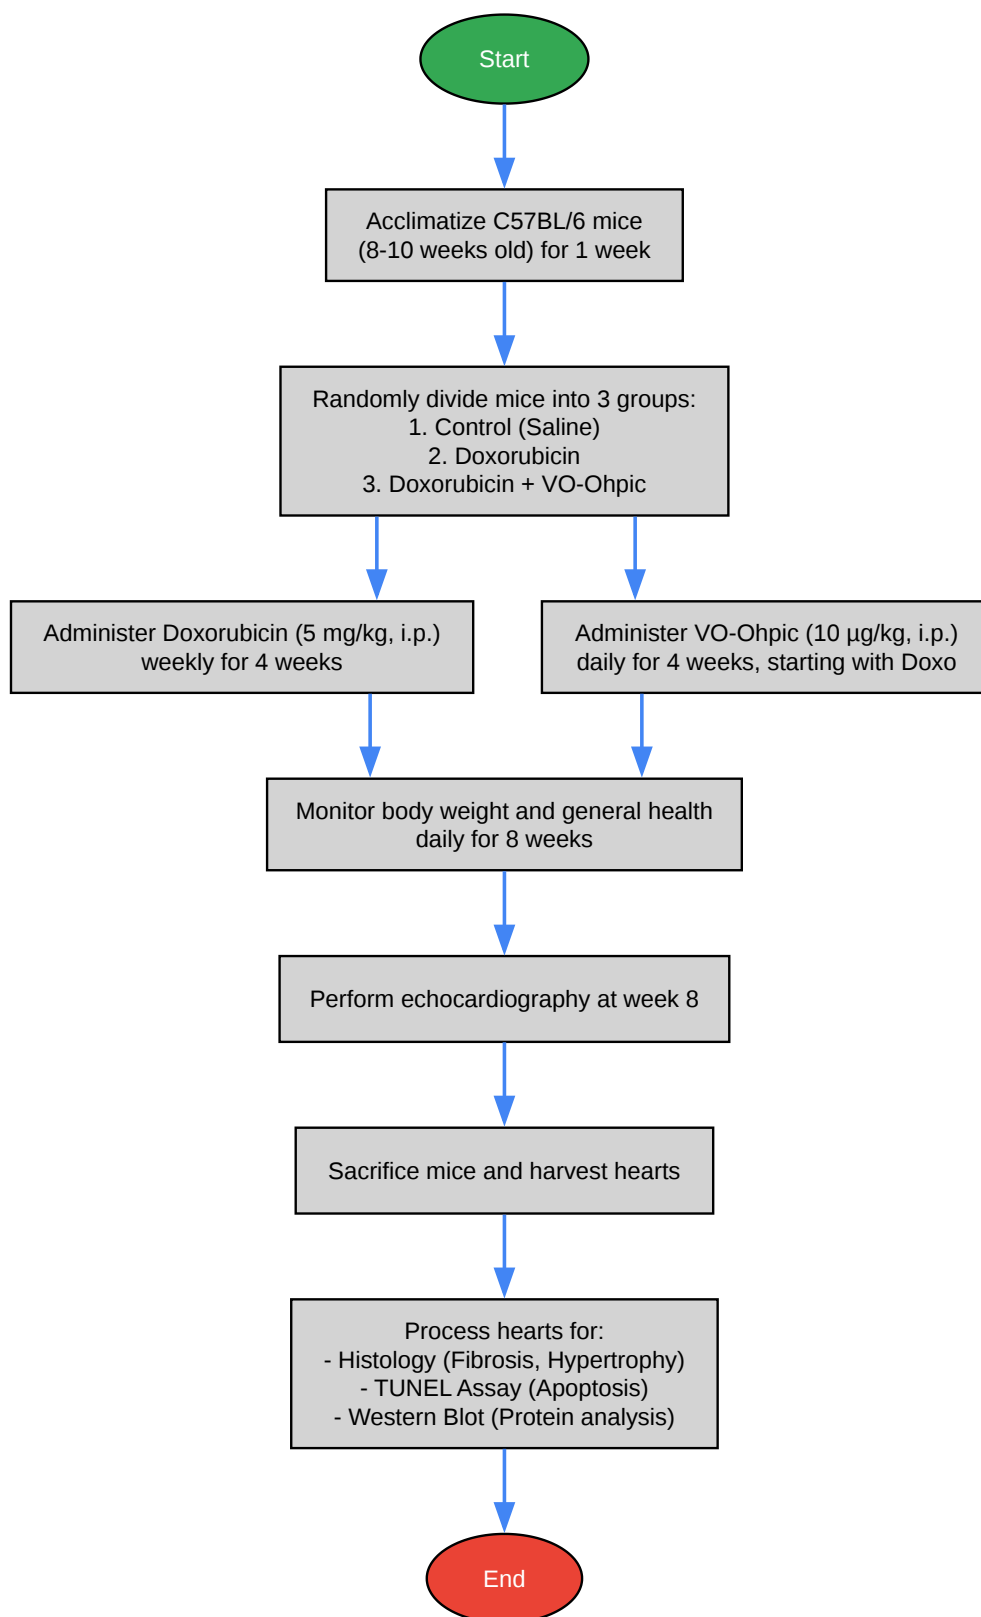 Start
Acclimatize C57BL/6 mice
(8-10 weeks old) for 1 week
Randomly divide mice into 3 groups:
1. Control (Saline)
2. Doxorubicin
3. Doxorubicin + VO-Ohpic
Administer Doxorubicin (5 mg/kg, i.p.)
weekly for 4 weeks
Administer VO-Ohpic (10 µg/kg, i.p.)
daily for 4 weeks, starting with Doxo
Monitor body weight and general health
daily for 8 weeks
Perform echocardiography at week 8
Sacrifice mice and harvest hearts
Process hearts for:
- Histology (Fibrosis, Hypertrophy)
- TUNEL Assay (Apoptosis)
- Western Blot (Protein analysis)
End